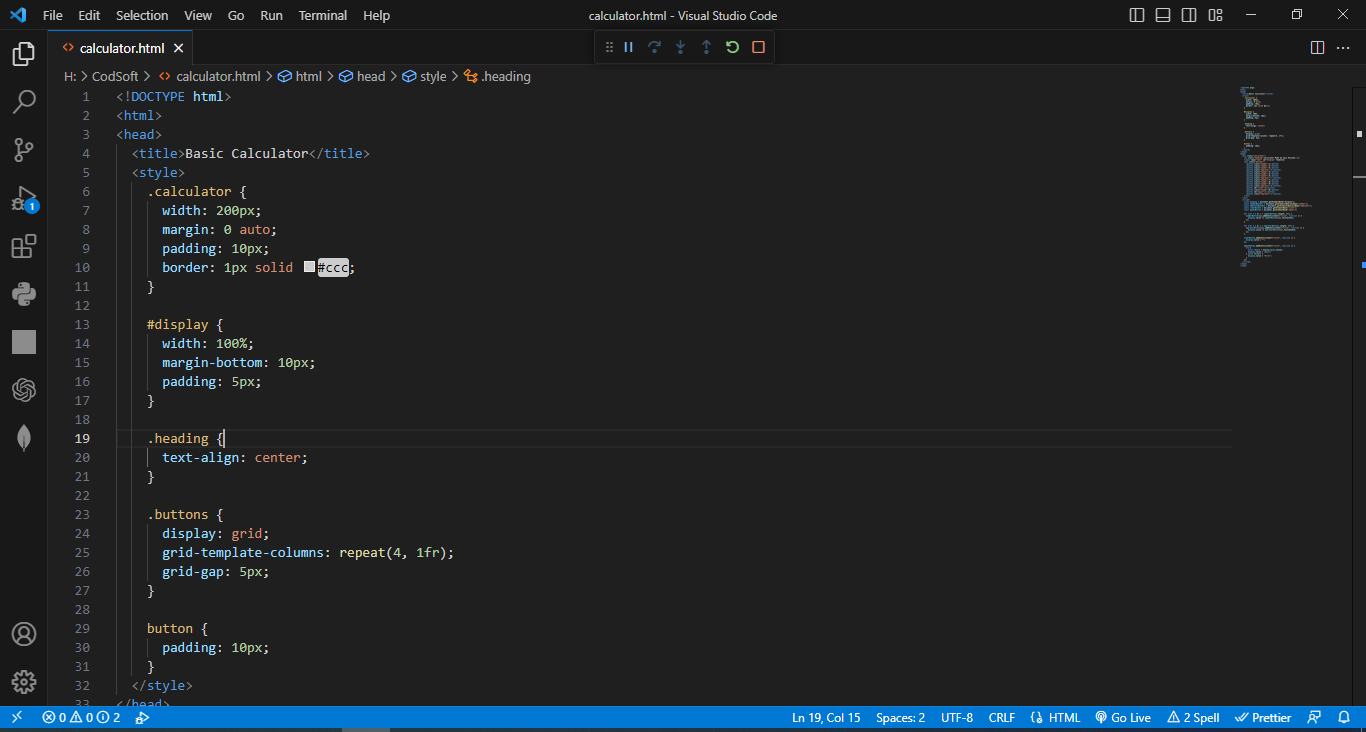 File Edit Selection View Go Run Terminal Help
calculator.html - Visual Studio Code
calculator.html
H: > CodSoft > calculator.html > html > head > style > .heading
1 <!DOCTYPE html>
2 <html>
3 <head>
4 <title>Basic Calculator</title>
5 <style>
6 .calculator {
7 width: 200px;
8 margin: 0 auto;
9 padding: 10px;
10 border: 1px solid #ccc;
11 }
12
13 #display {
14 width: 100%;
15 margin-bottom: 10px;
16 padding: 5px;
17 }
18
19 .heading {
20 text-align: center;
21 }
22
23 .buttons {
24 display: grid;
25 grid-template-columns: repeat(4, 1fr);
26 grid-gap: 5px;
27 }
28
29 button {
30 padding: 10px;
31 }
32 </style>
33 </head>
1
0 0 2
Ln 19, Col 15 Spaces: 2 UTF-8 CRLF HTML Go Live 2 Spell Prettier